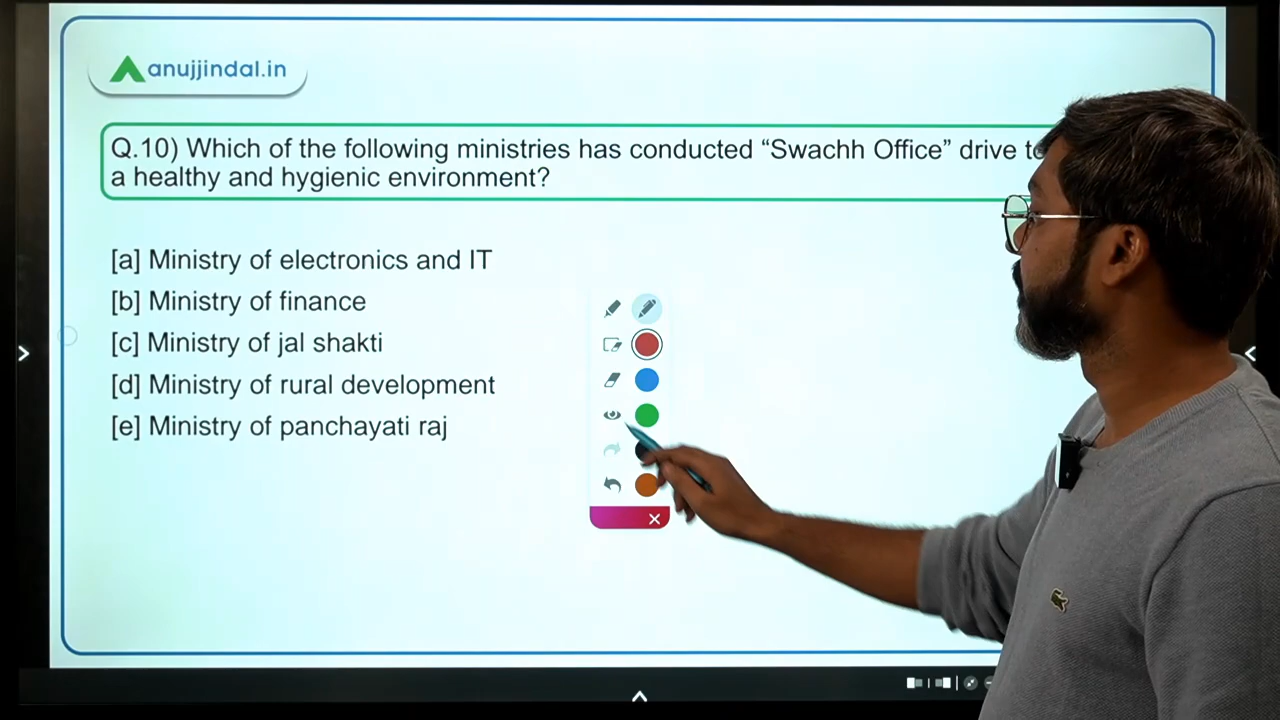 anujjindal.in
Q.10) Which of the following ministries has conducted “Swachh Office” drive
a healthy and hygienic environment?
[a] Ministry of electronics and IT
[b] Ministry of finance
[c] Ministry of jal shakti
[d] Ministry of rural development
[e] Ministry of panchayati raj